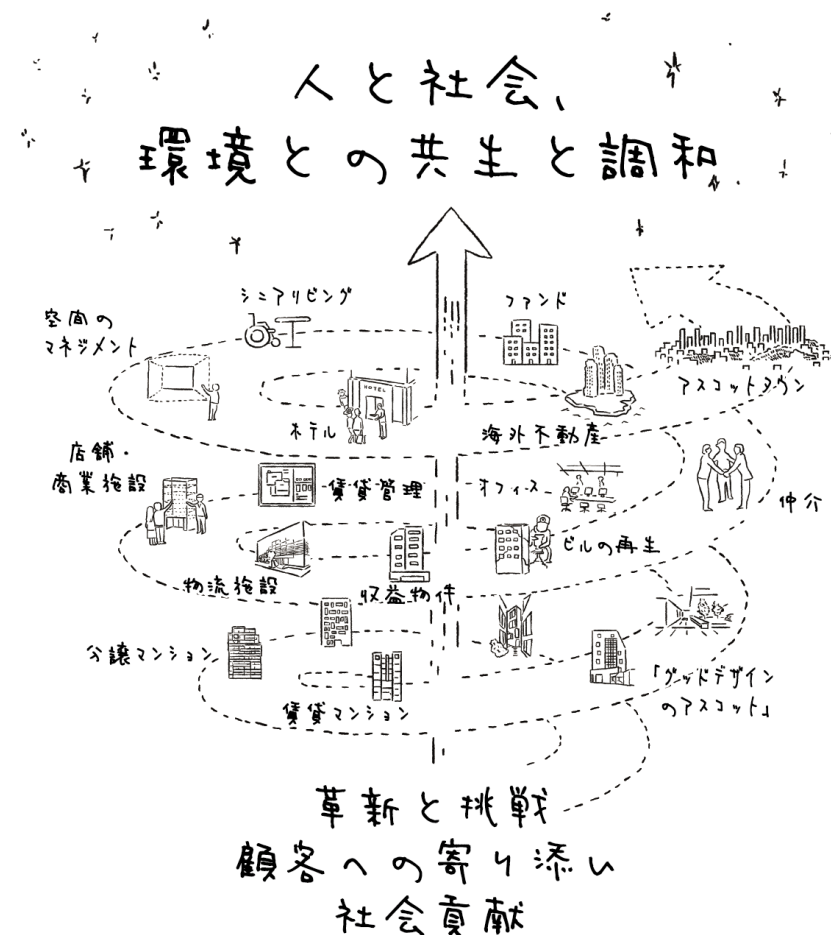 人と社会、
環境との共生と調和
シニアリビング
ファンド
空間の
マネジメント
アスコットタウン
HOTEL
ホテル
海外不動産
店舗・
商業施設
賃貸管理
オフィス
仲介
ビルの再生
物流施設
収益物件
分譲マンション
「グッドデザイン
のアスコット」
賃貸マンション
革新と挑戦
顧客への寄り添い
社会貢献